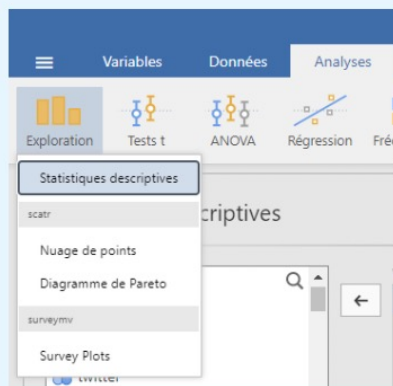 Variables Données Analyses
Exploration Tests t ANOVA Régression
Statistiques descriptives
scatr
criptives
Nuage de points
Diagramme de Pareto
surveymv
Survey Plots
twitter